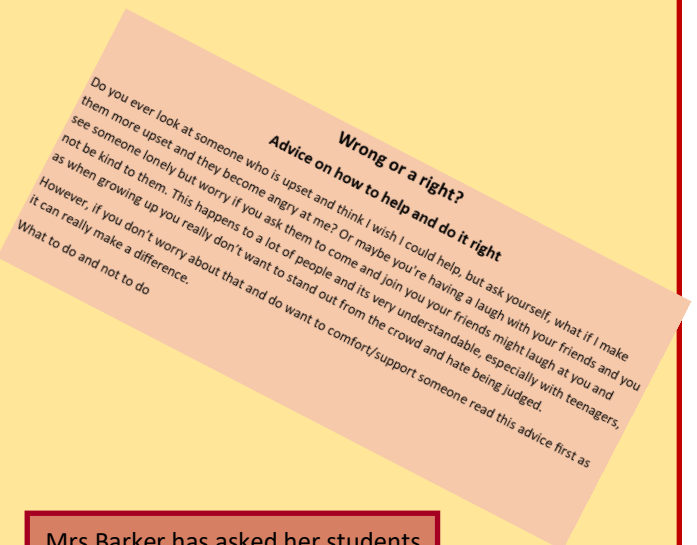 Wrong or a right?
Advice on how to help and do it right
Do you ever look at someone who is upset and think I wish I could help, but ask yourself, what if I make
them more upset and they become angry at me? Or maybe you're having a laugh with your friends and you
see someone lonely but worry if you ask them to come and join you your friends might laugh at you and
not be kind to them. This happens to a lot of people and its very understandable, especially with teenagers,
as when growing up you really don't want to stand out from the crowd and hate being judged.
However, if you don't worry about that and do want to comfort/support someone read this advice first as
it can really make a difference.
What to do and not to do
Mrs Barker has asked her students